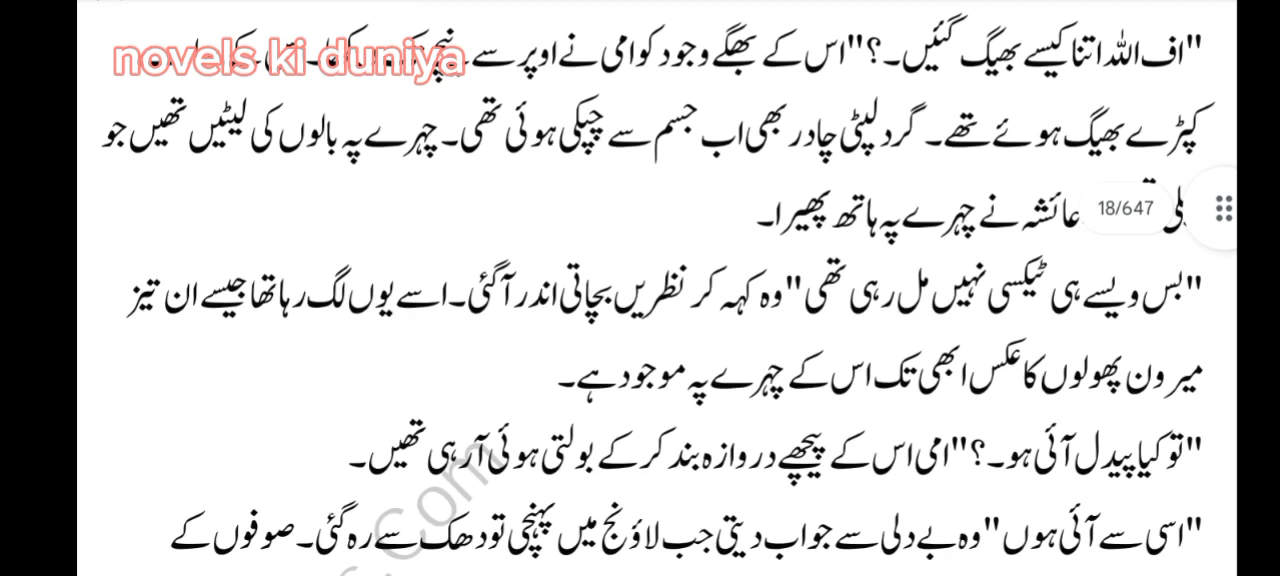 "اف اللہ اتنا کیسے بھیگ گئیں۔؟" اس کے بھگے وجود کو امی نے اوپر سے
novels ki duniya
کپڑے بھیگ ہوئے تھے۔ گرد لپٹی چادر بھی اب جسم سے چپکی ہوئی تھی۔ چہرے پہ بالوں کی لیٹیں تھیں جو
عائشہ نے چہرے پہ ہاتھ پھیرا۔
18/647
"بس ویسے ہی ٹیکسی نہیں مل رہی تھی" وہ کہہ کر نظریں بچاتی اندر آ گئی۔ اسے یوں لگ رہا تھا جیسے ان تیز
میرون پھولوں کا عکس ابھی تک اس کے چہرے پہ موجود ہے۔
"تو کیا پیدل آئی ہو۔؟" امی اس کے پیچھے دروازہ بند کر کے بولتی ہوئی آ رہی تھیں۔
"اسی سے آئی ہوں" وہ بے دلی سے جواب دیتی جب لاؤنج میں پہنچی تو دھک سے رہ گئی۔ صوفوں کے
.Com